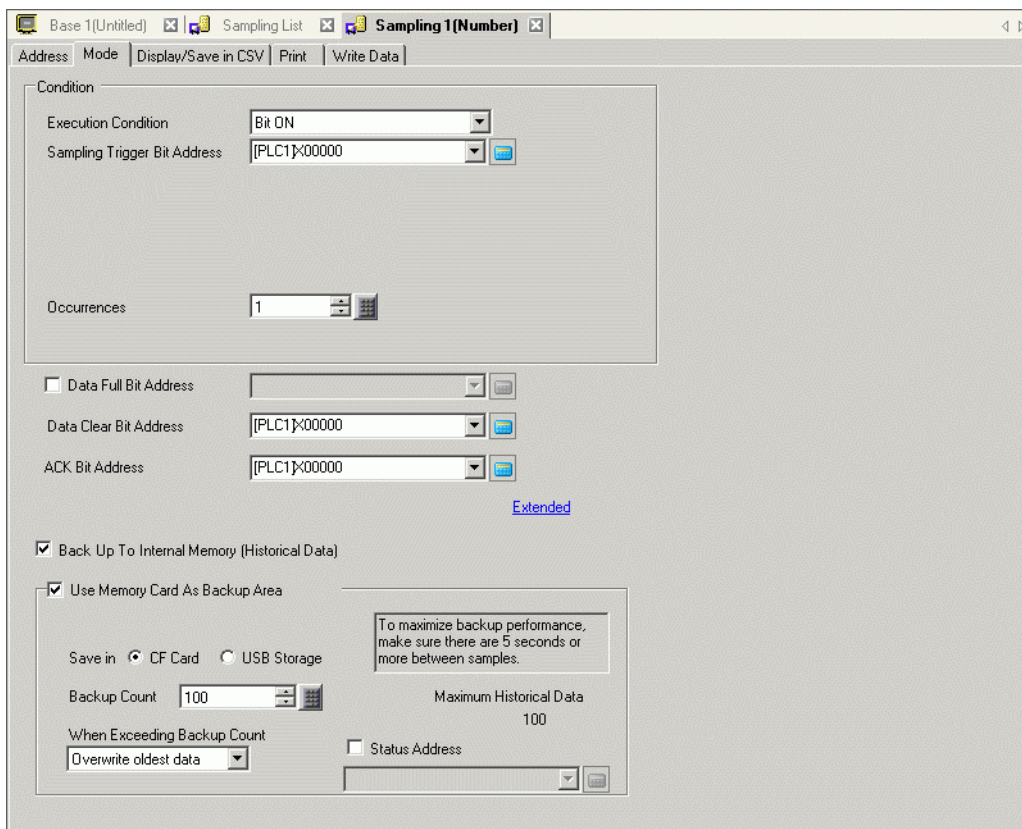 Base 1(Untitled) Sampling List Sampling 1(Number)
Address Mode Display/Save in CSV Print Write Data
Condition
Execution Condition Bit ON
Sampling Trigger Bit Address [PLC1]X00000
Occurrences 1
Data Full Bit Address
Data Clear Bit Address [PLC1]X00000
ACK Bit Address [PLC1]X00000
Extended
Back Up To Internal Memory (Historical Data)
Use Memory Card As Backup Area
To maximize backup performance,
make sure there are 5 seconds or
more between samples.
Save in CF Card USB Storage
Backup Count 100 Maximum Historical Data
100
When Exceeding Backup Count
Status Address
Overwrite oldest data